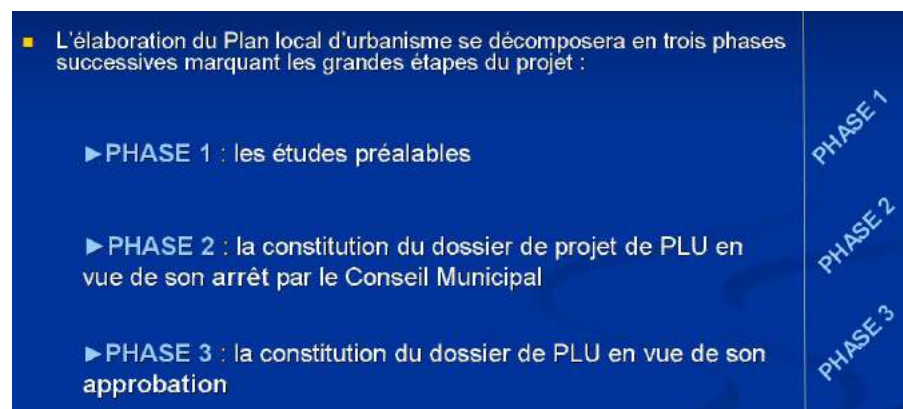 ■ L'élaboration du Plan local d'urbanisme se décomposera en trois phases
successives marquant les grandes étapes du projet :
►PHASE 1 : les études préalables
►PHASE 2 : la constitution du dossier de projet de PLU en
vue de son arrêt par le Conseil Municipal
►PHASE 3 : la constitution du dossier de PLU en vue de son
approbation
PHASE 1
PHASE 2
PHASE 3